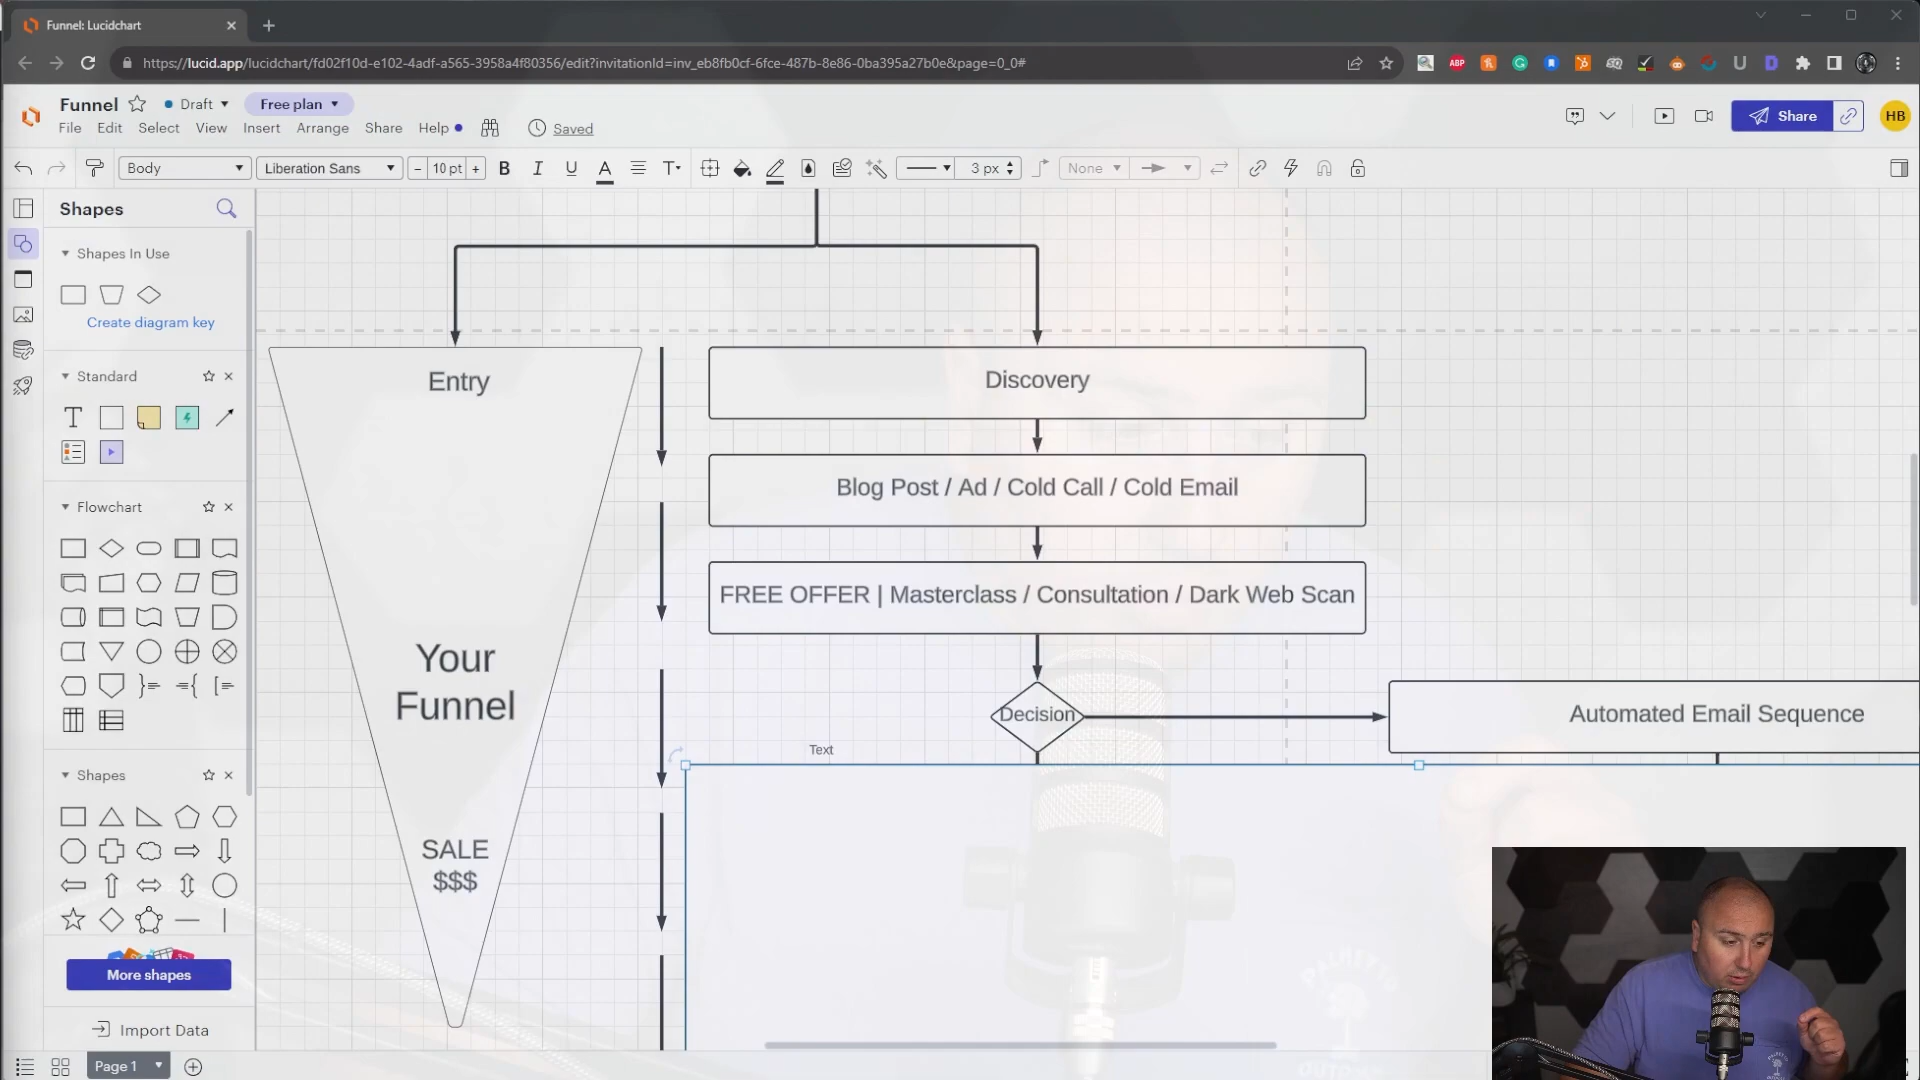 Funnel: Lucidchart
https://lucid.app/lucidchart/fd02f10d-e102-4adf-a565-3958a4f80356/edit?invitationId=inv_eb8fb0cf-6fce-487b-8e86-0ba395a27b0e&page=0_0#
ABP
Funnel
Draft
Free plan
File Edit Select View Insert Arrange Share Help
Saved
Share
HB
Body
Liberation Sans
- 10 pt +
B I U A T
3 px
None
Shapes
Shapes In Use
Create diagram key
Standard
T
Flowchart
Shapes
More shapes
Import Data
Page 1
Entry
Your
Funnel
SALE
$$$
Discovery
Blog Post / Ad / Cold Call / Cold Email
FREE OFFER | Masterclass / Consultation / Dark Web Scan
Decision
Automated Email Sequence
Text
PALMETTO